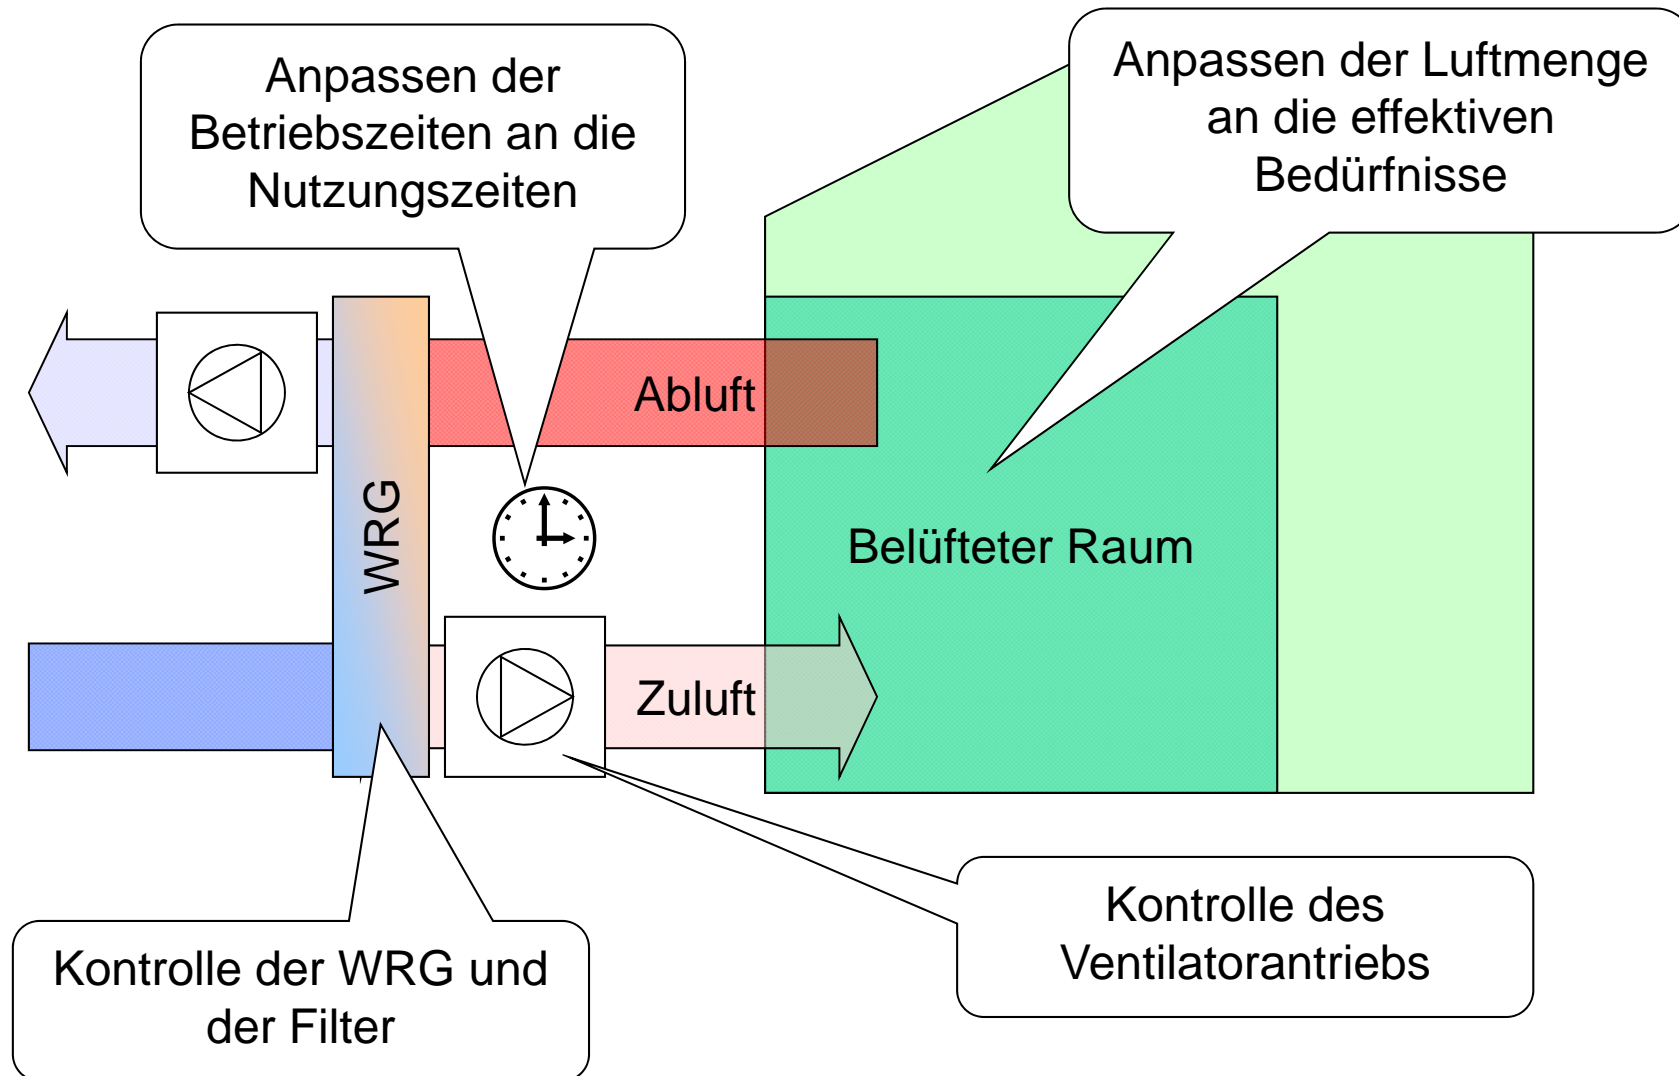 Anpassen der
Betriebszeiten an die
Nutzungszeiten
Anpassen der Luftmenge
an die effektiven
Bedürfnisse
Abluft
WRG
Belüfteter Raum
Zuluft
Kontrolle des
Ventilatorantriebs
Kontrolle der WRG und
der Filter